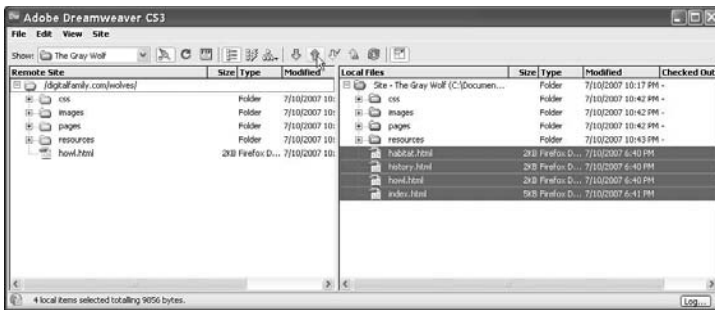 Adobe Dreamweaver CS3
File Edit View Site
Show: The Gray Wolf
Remote Site Size Type Modified
/digitalfamily.com/wolves/
css Folder 7/10/2007 10:
images Folder 7/10/2007 10:
pages Folder 7/10/2007 10:
resources Folder 7/10/2007 10:
howl.html 2KB Firefox D... 7/10/2007 10:
Local Files Size Type Modified Checked Out
Site - The Gray Wolf (C:\Documen... Folder 7/10/2007 10:17 PM -
css Folder 7/10/2007 10:42 PM -
images Folder 7/10/2007 10:42 PM -
pages Folder 7/10/2007 10:42 PM -
resources Folder 7/10/2007 10:43 PM -
habitat.html 2KB Firefox D... 7/10/2007 6:40 PM
history.html 2KB Firefox D... 7/10/2007 6:40 PM
howl.html 2KB Firefox D... 7/10/2007 6:40 PM
index.html 5KB Firefox D... 7/10/2007 6:41 PM
4 local items selected totalling 9056 bytes.
Log...